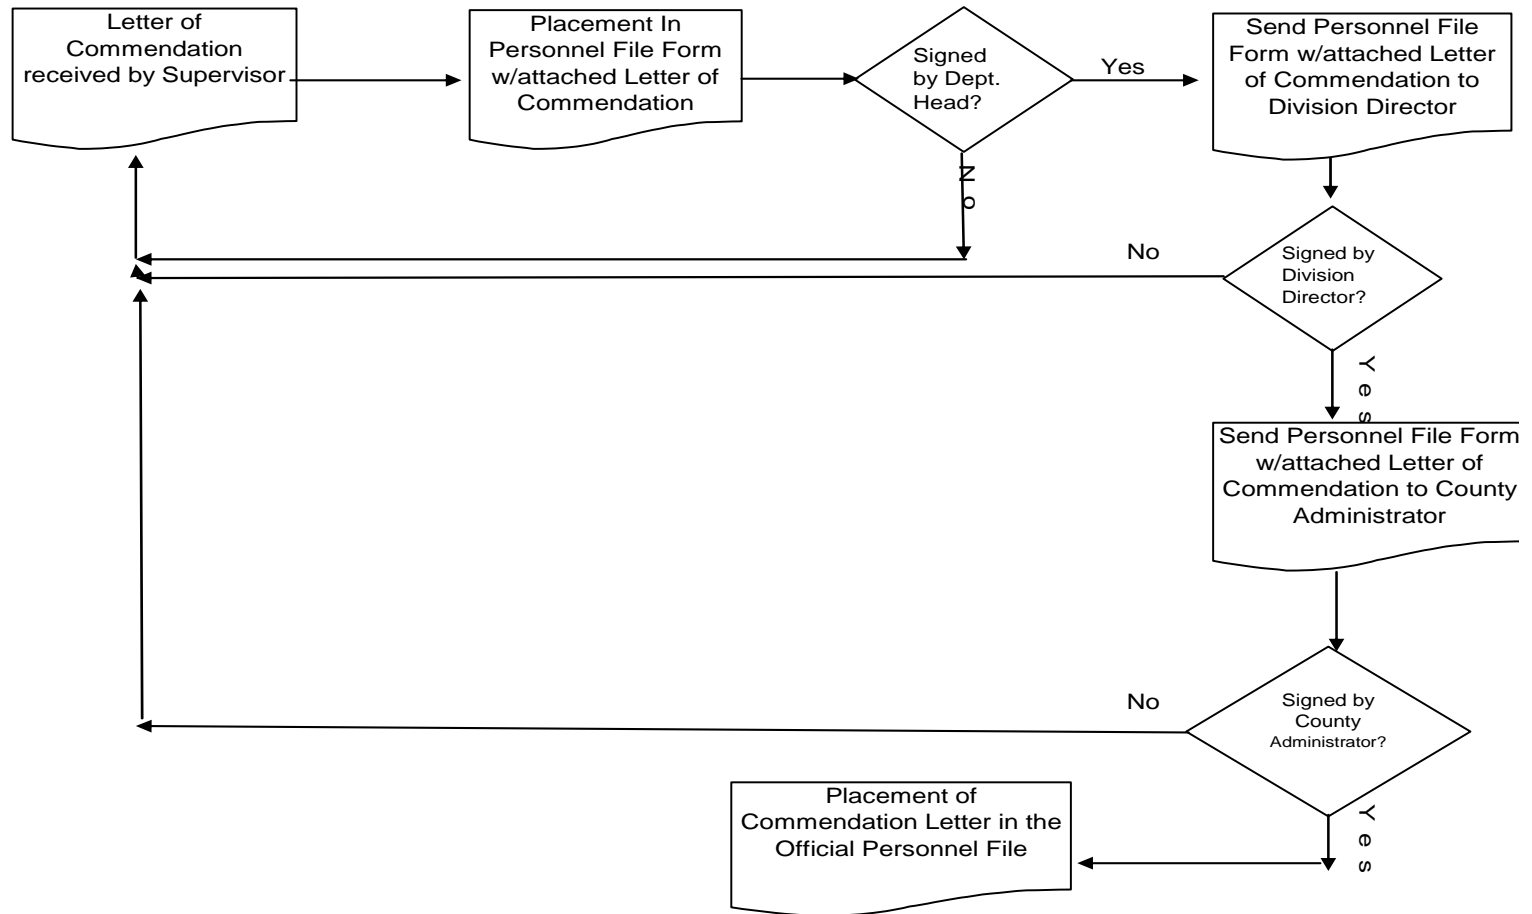 Letter of
Commendation
received by Supervisor
Placement In
Personnel File Form
w/attached Letter of
Commendation
Signed
by Dept.
Head?
Yes
Send Personnel File
Form w/attached Letter
of Commendation to
Division Director
No
No
Signed by
Division
Director?
Yes
Send Personnel File Form
w/attached Letter of
Commendation to County
Administrator
No
Signed by
County
Administrator?
Yes
Placement of
Commendation Letter in the
Official Personnel File